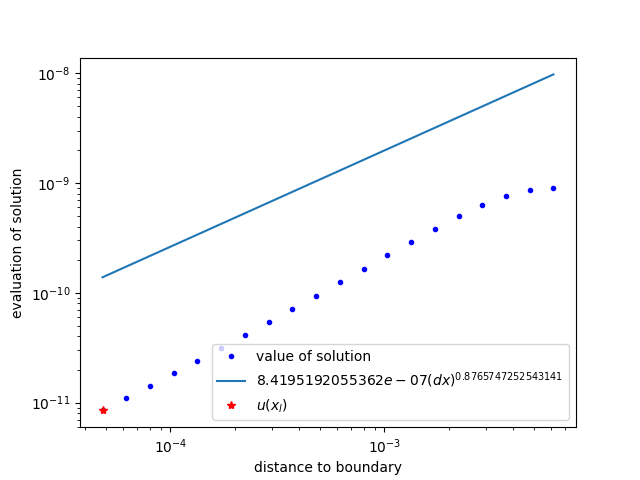 10⁻⁸
10⁻⁹
10⁻¹⁰
10⁻¹¹
evaluation of solution
value of solution
8.4195192055362e − 07(dx)^0.8765747252543141
u(x_l)
10⁻⁴
10⁻³
distance to boundary